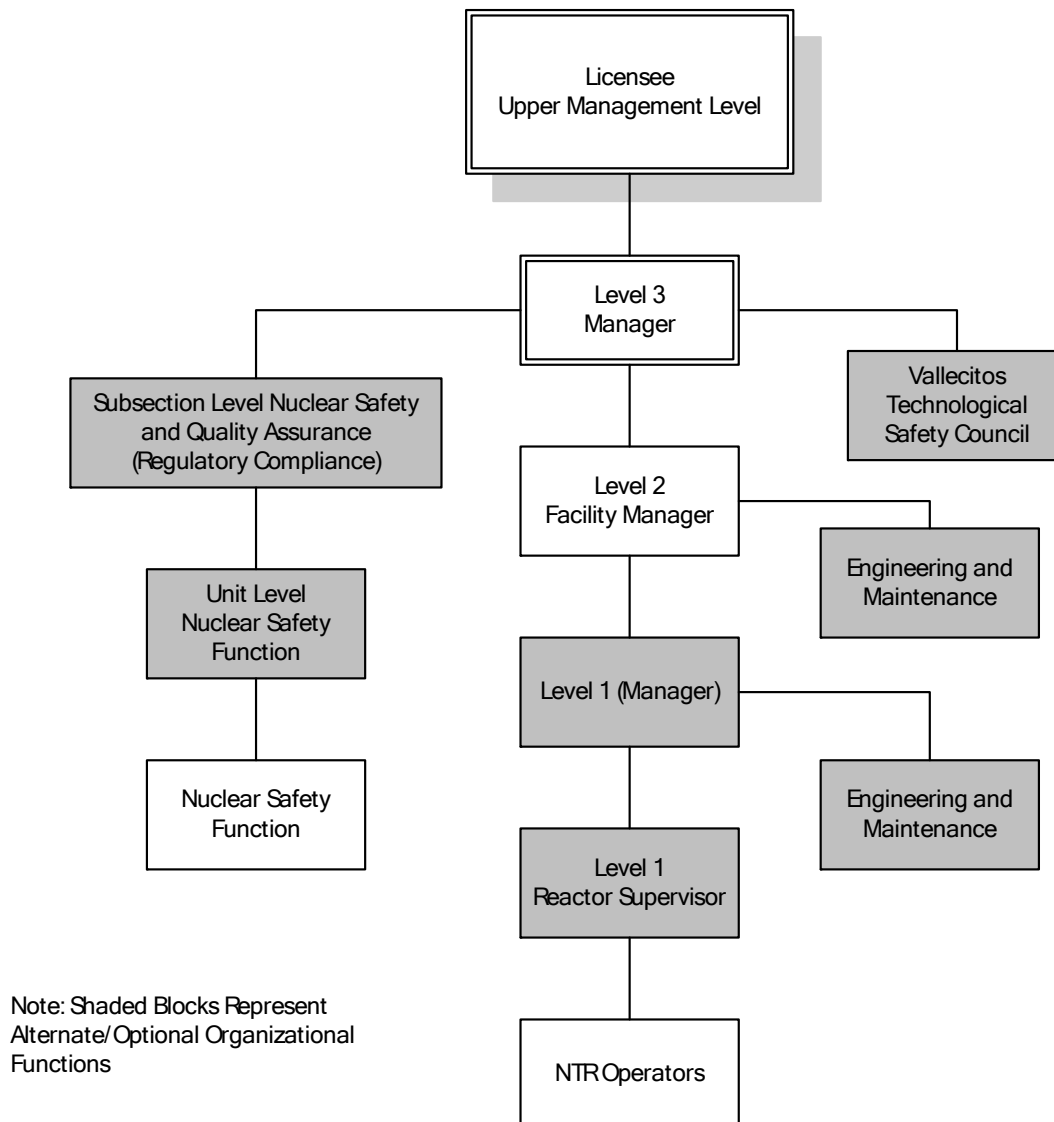 Licensee
Upper Management Level
Level 3
Manager
Subsection Level Nuclear Safety
and Quality Assurance
(Regulatory Compliance)
Vallecitos
Technological
Safety Council
Level 2
Facility Manager
Engineering and
Maintenance
Unit Level
Nuclear Safety
Function
Level 1 (Manager)
Nuclear Safety
Function
Engineering and
Maintenance
Level 1
Reactor Supervisor
Note: Shaded Blocks Represent
Alternate/Optional Organizational
Functions
NTR Operators